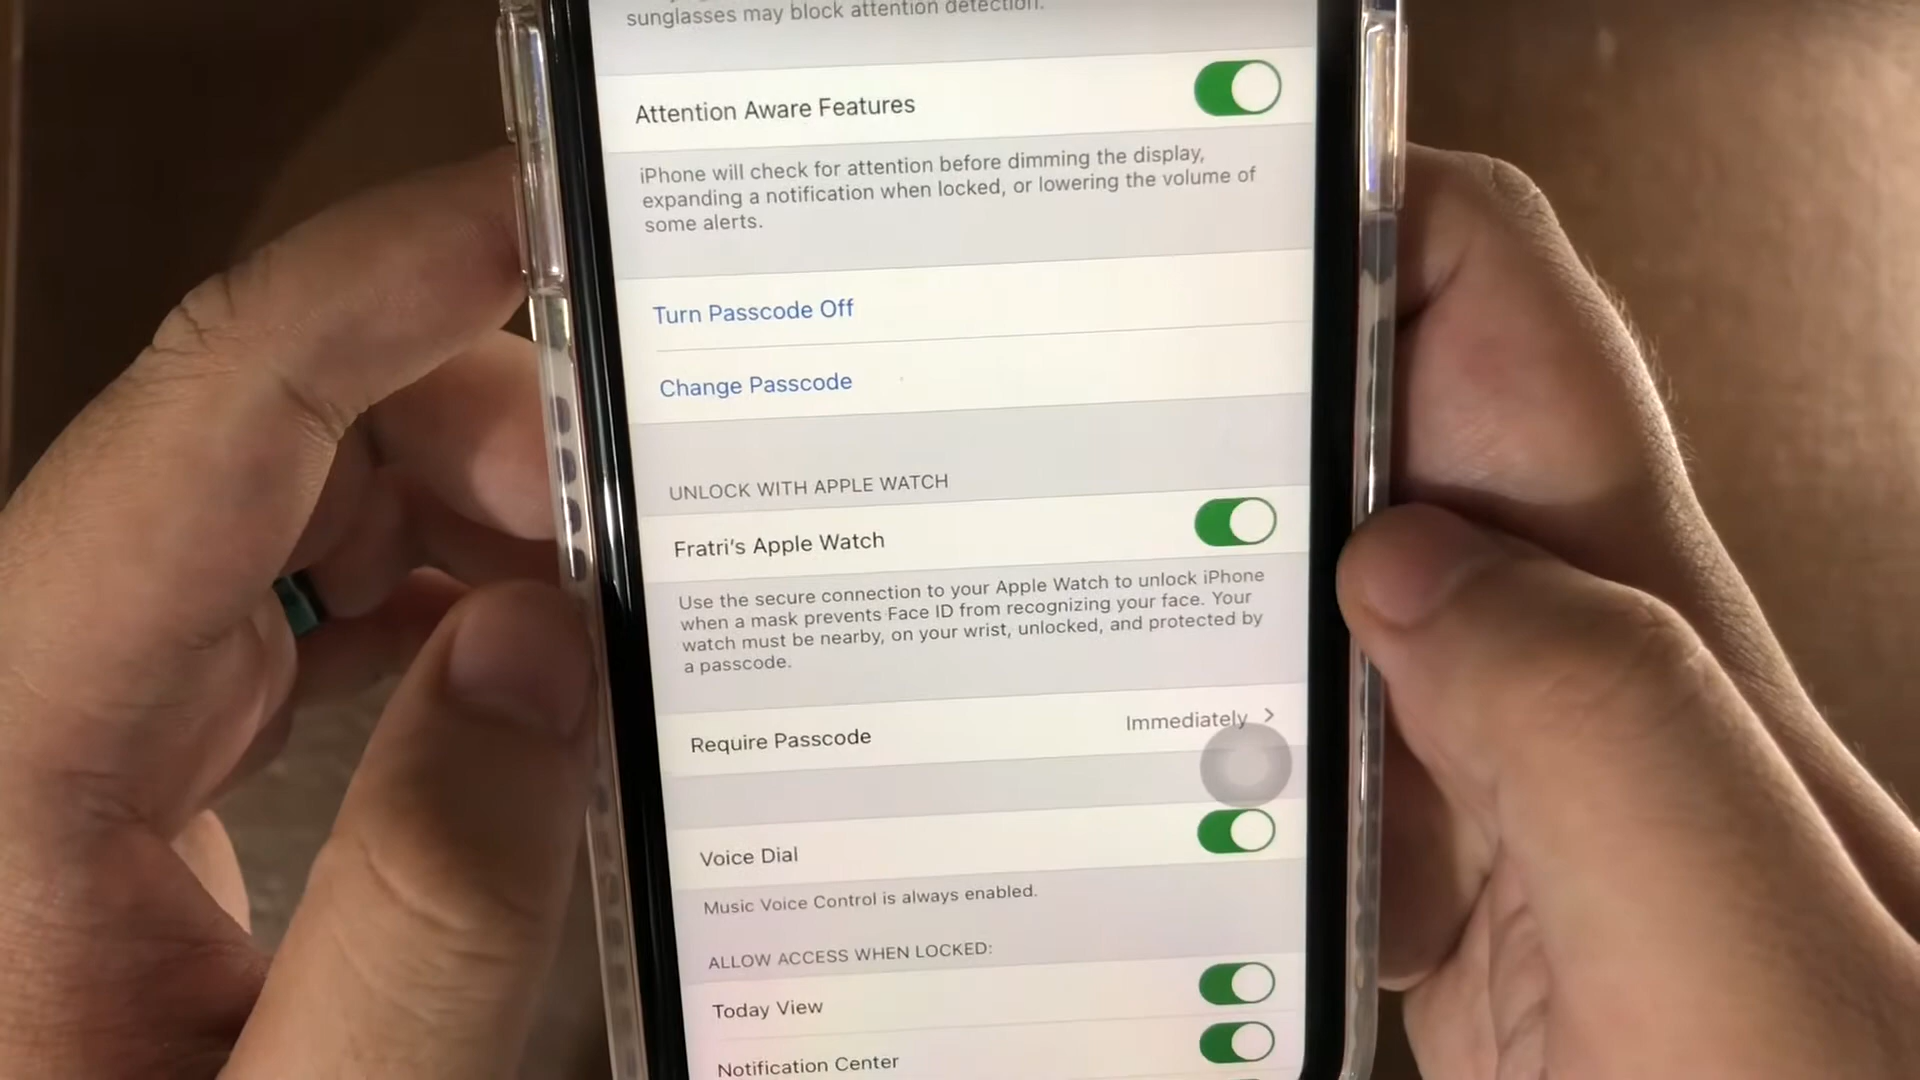 sunglasses may block attention detection.
Attention Aware Features
iPhone will check for attention before dimming the display,
expanding a notification when locked, or lowering the volume of
some alerts.
Turn Passcode Off
Change Passcode
UNLOCK WITH APPLE WATCH
Fratri's Apple Watch
Use the secure connection to your Apple Watch to unlock iPhone
when a mask prevents Face ID from recognizing your face. Your
watch must be nearby, on your wrist, unlocked, and protected by
a passcode.
Require Passcode Immediately
Voice Dial
Music Voice Control is always enabled.
ALLOW ACCESS WHEN LOCKED:
Today View
Notification Center